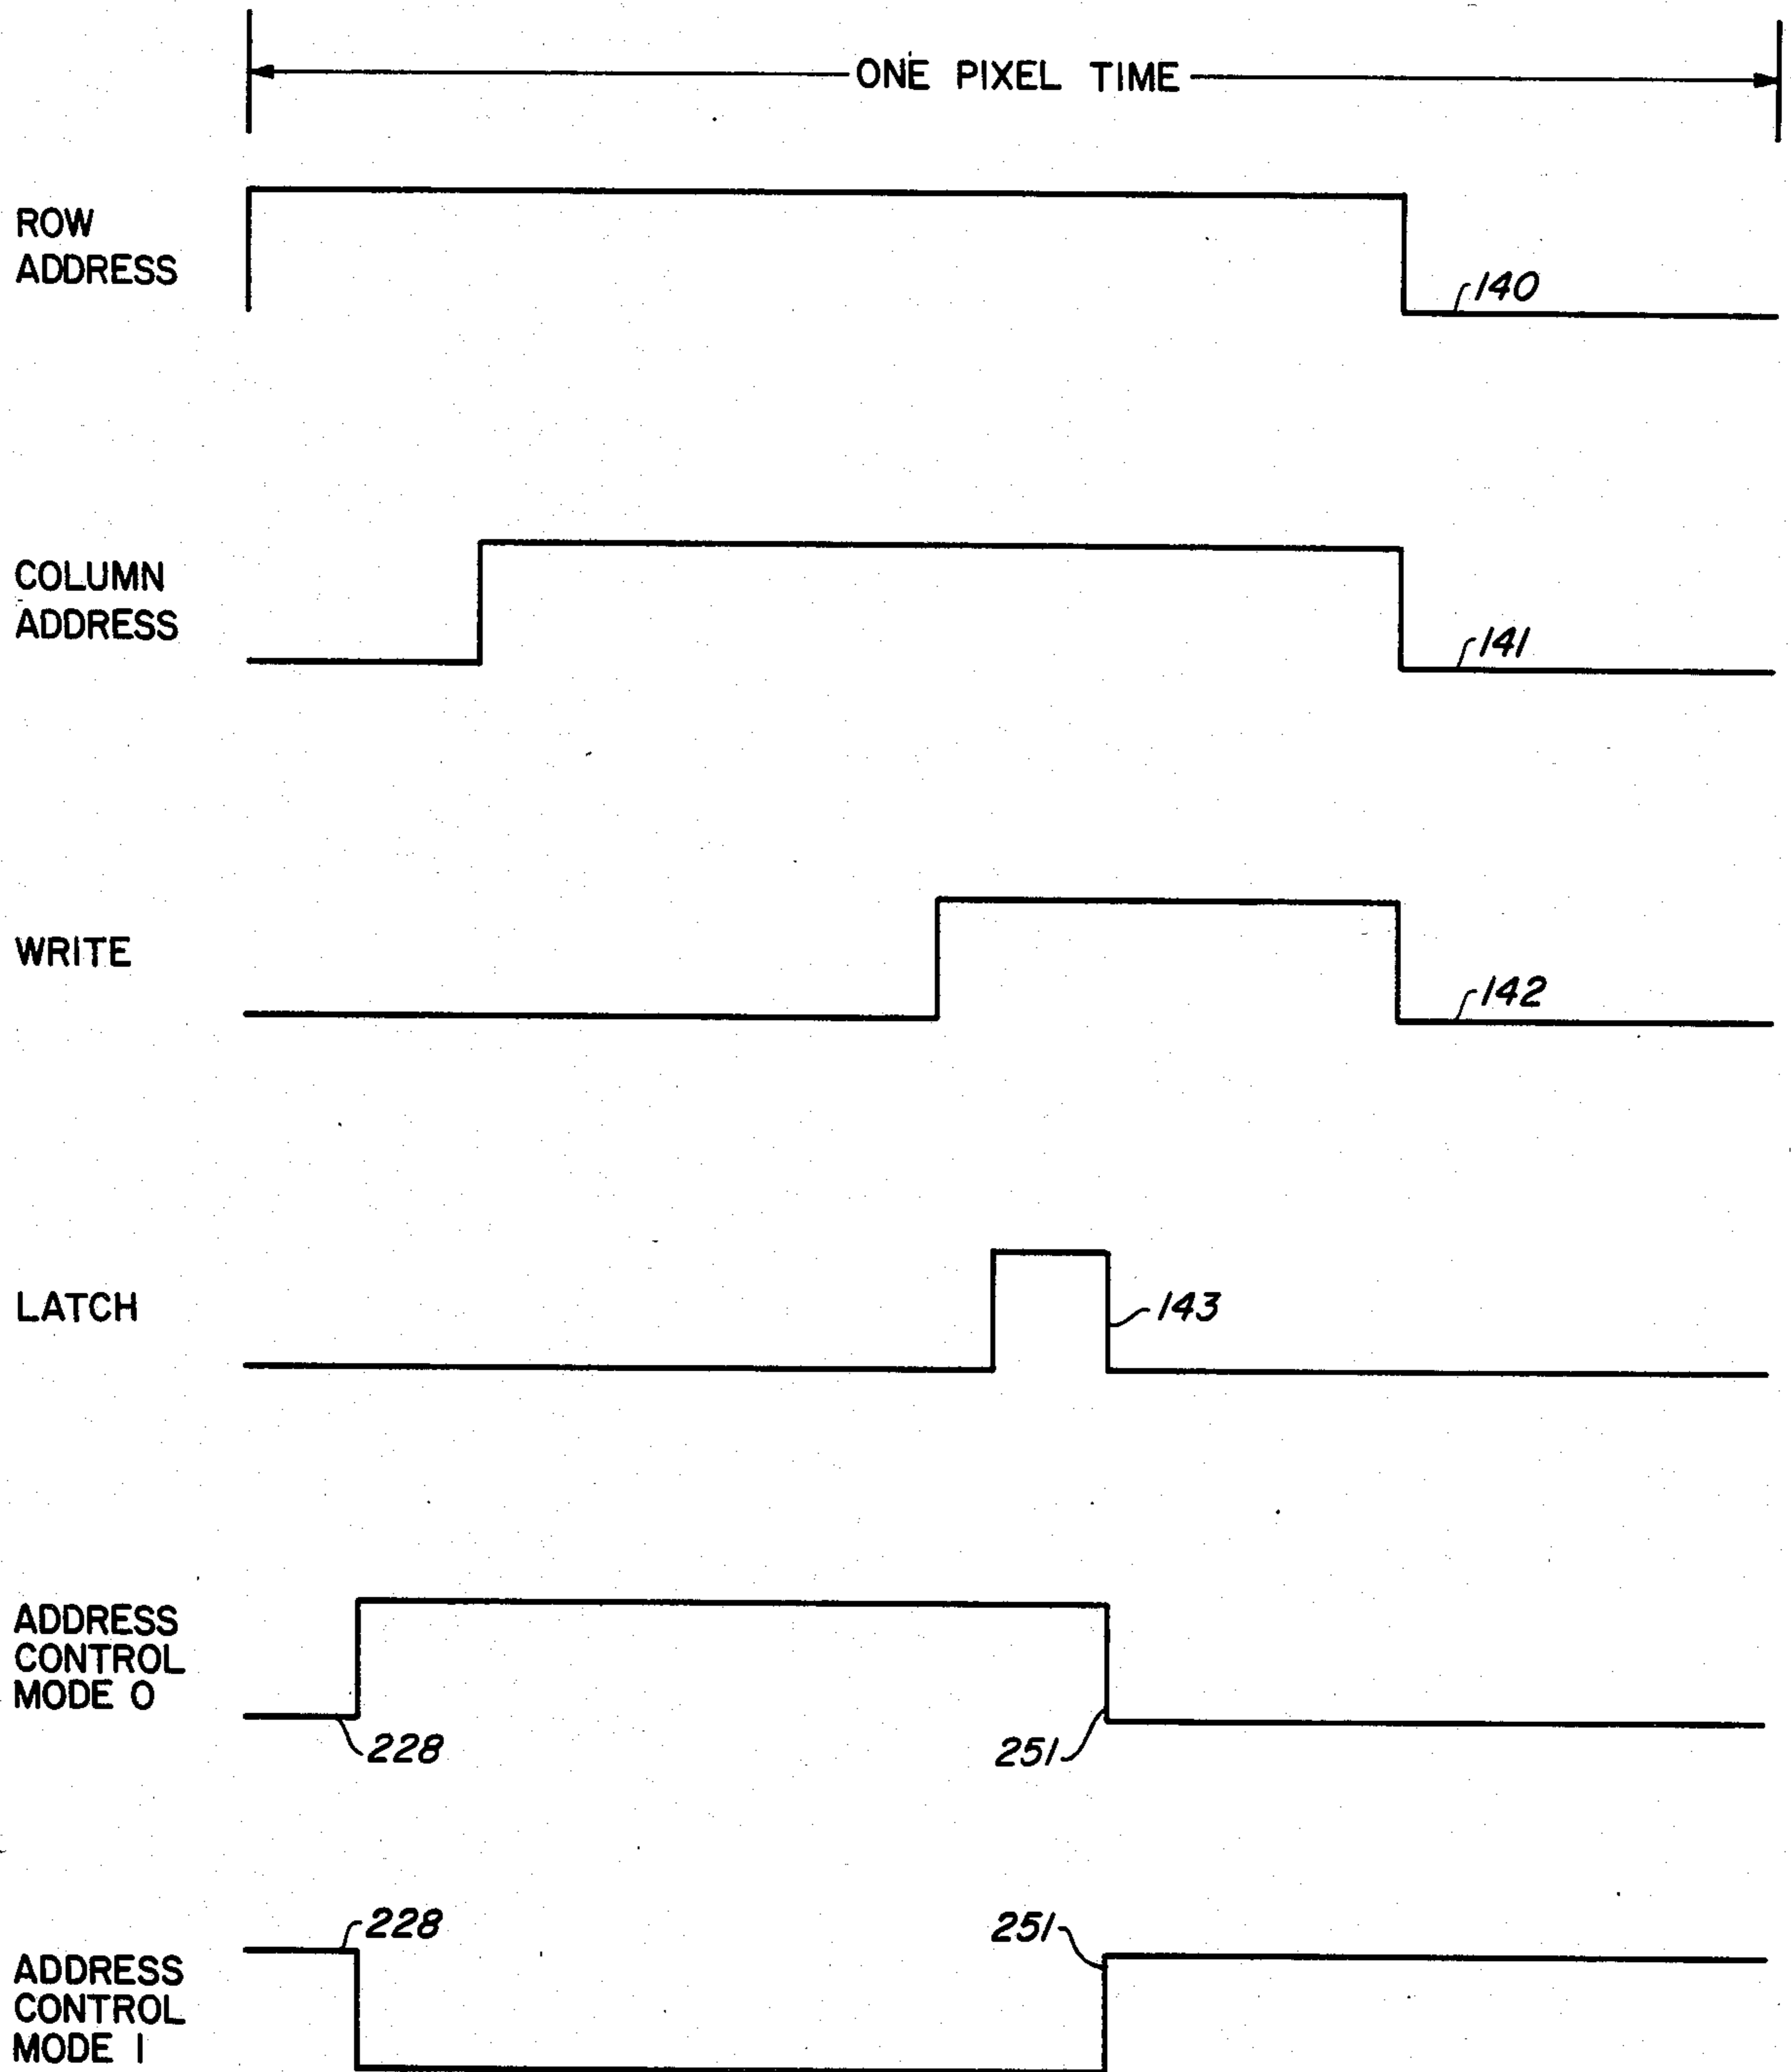 ONE PIXEL TIME
ROW
ADDRESS
140
COLUMN
ADDRESS
141
WRITE
142
LATCH
143
ADDRESS
CONTROL
MODE 0
228
251
228
251
ADDRESS
CONTROL
MODE 1